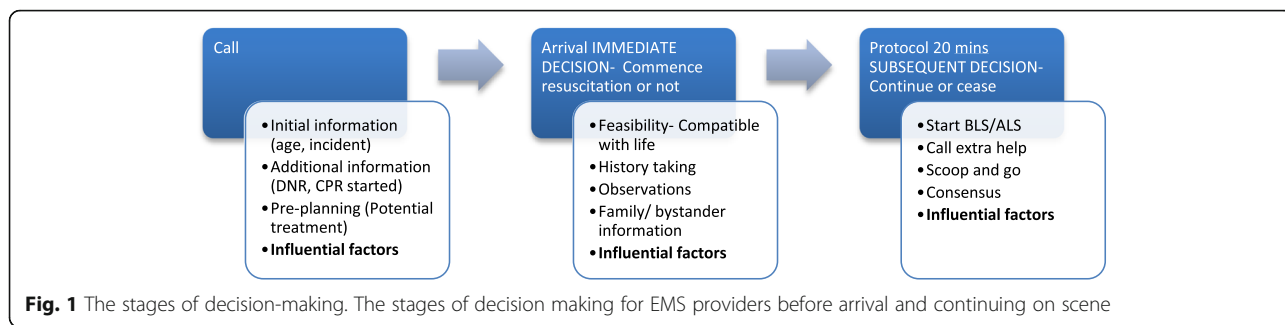 Call
• Initial information
(age, incident)
• Additional information
(DNR, CPR started)
• Pre-planning (Potential
treatment)
• Influential factors
Arrival IMMEDIATE
DECISION- Commence
resuscitation or not
• Feasibility- Compatible
with life
• History taking
• Observations
• Family/ bystander
information
• Influential factors
Protocol 20 mins
SUBSEQUENT DECISION-
Continue or cease
• Start BLS/ALS
• Call extra help
• Scoop and go
• Consensus
• Influential factors
Fig. 1 The stages of decision-making. The stages of decision making for EMS providers before arrival and continuing on scene